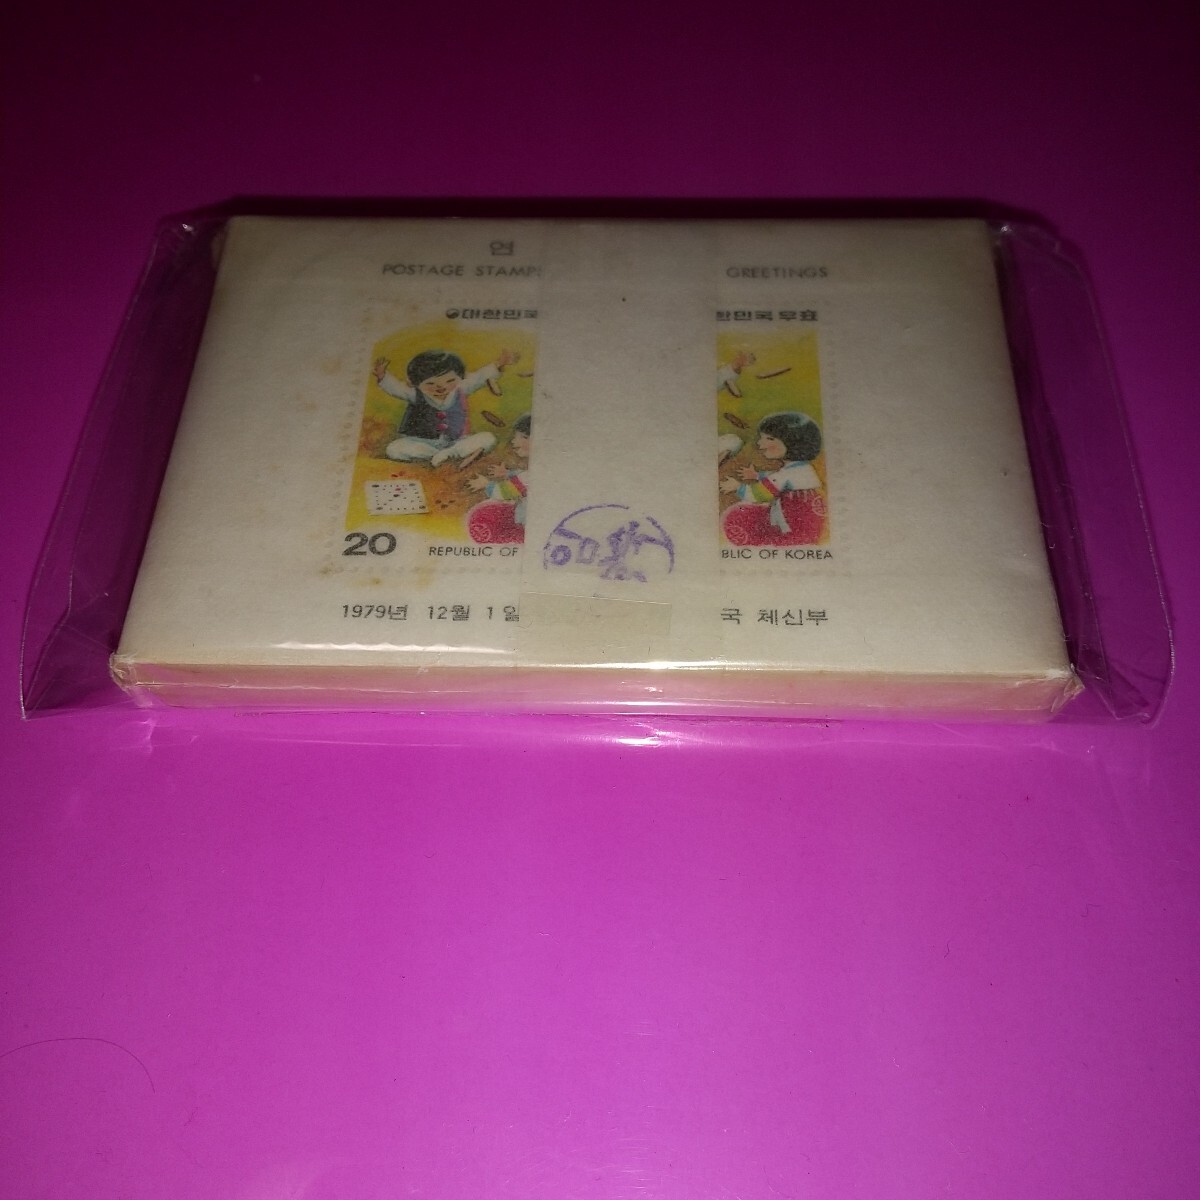 연
POSTAGE STAMPS GREETINGS
대한민국 한민국우표
20 REPUBLIC OF BLIC OF KOREA
1979년 12월 1일 국 체신부